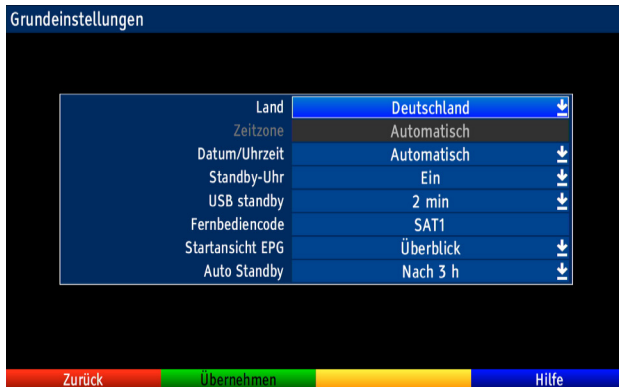 Grundeinstellungen
Land Deutschland
Zeitzone Automatisch
Datum/Uhrzeit Automatisch
Standby-Uhr Ein
USB standby 2 min
Fernbediencode SAT1
Startansicht EPG Überblick
Auto Standby Nach 3 h
Zurück Übernehmen Hilfe